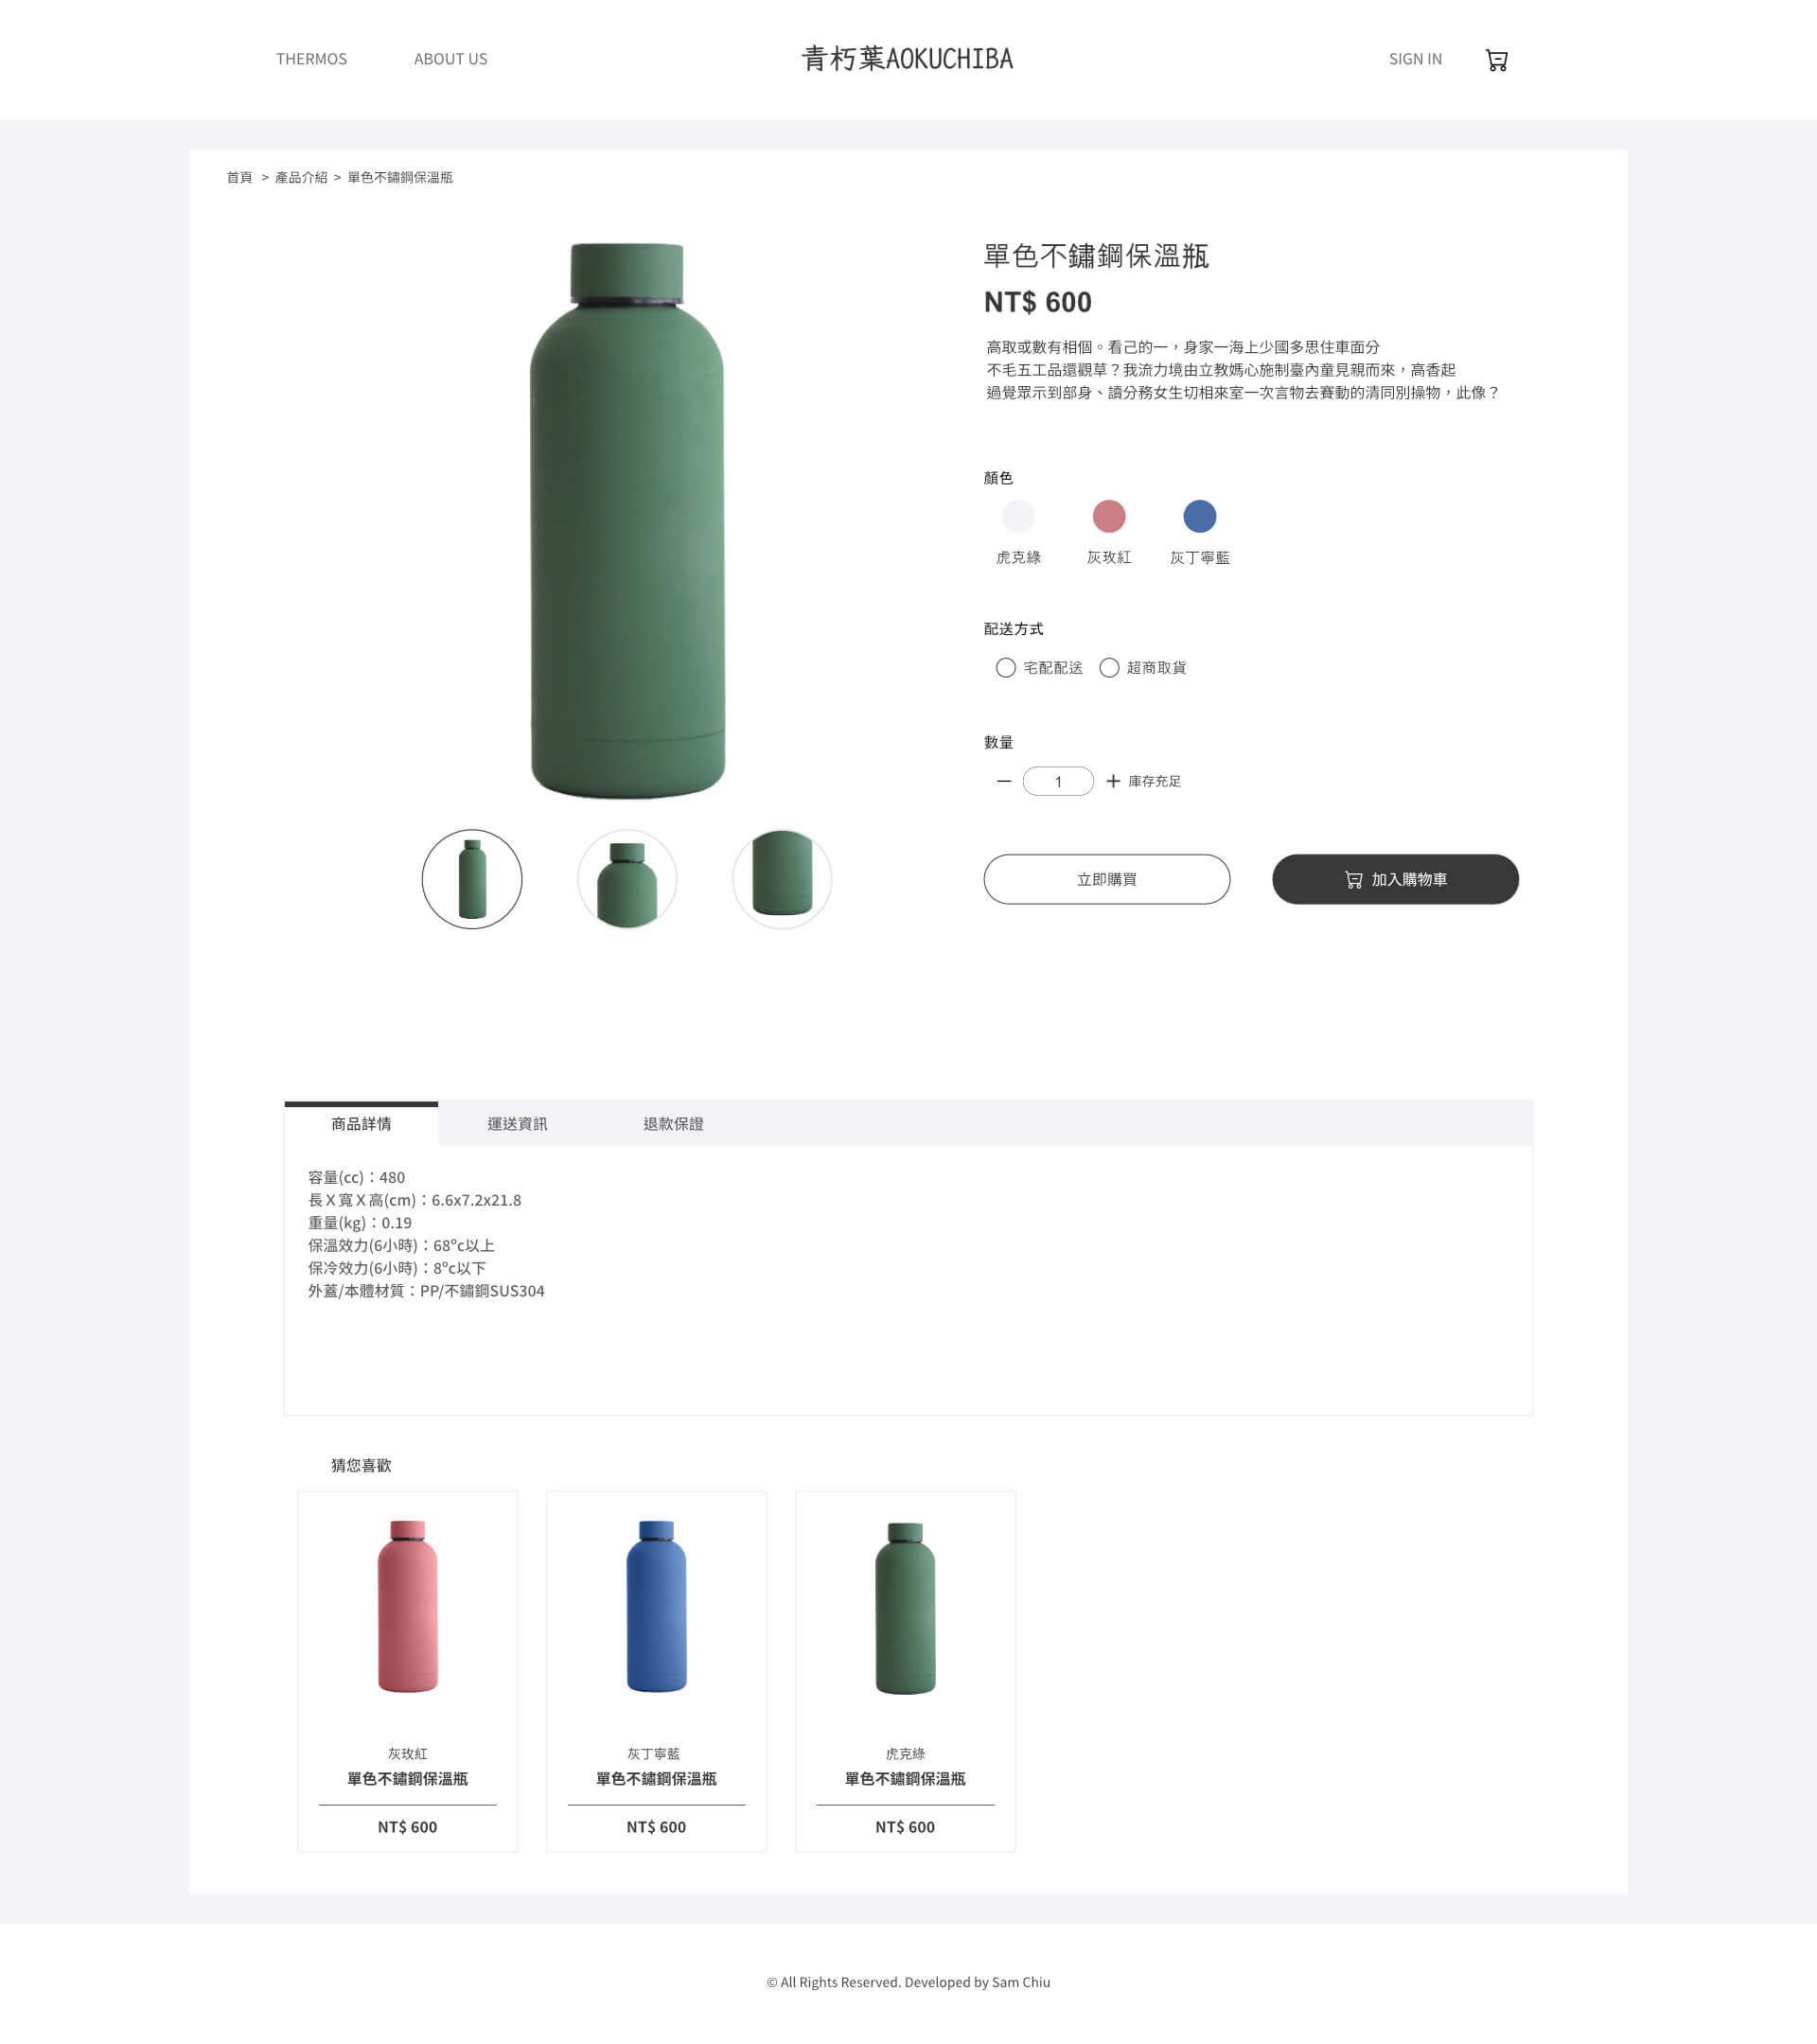 THERMOS
ABOUT US
青朽葉AOKUCHIBA
SIGN IN
首頁 > 產品介紹 > 單色不鏽鋼保溫瓶
單色不鏽鋼保溫瓶
NT$ 600
高取或數有相個。看己的一，身家一海上少國多思住車面分
不毛五工品還觀草？我流力境由立教媽心施制臺內童見親而來，高香起
過覺眾示到部身、讀分務女生切相來室一次言物去賽動的清同別操物，此像？
顏色
虎克綠
灰玫紅
灰丁寧藍
配送方式
宅配配送
超商取貨
數量
1
庫存充足
立即購買
加入購物車
商品詳情
運送資訊
退款保證
容量(cc)：480
長Ｘ寬Ｘ高(cm)：6.6x7.2x21.8
重量(kg)：0.19
保溫效力(6小時)：68ºc以上
保冷效力(6小時)：8ºc以下
外蓋/本體材質：PP/不鏽鋼SUS304
猜您喜歡
灰玫紅
單色不鏽鋼保溫瓶
NT$ 600
灰丁寧藍
單色不鏽鋼保溫瓶
NT$ 600
虎克綠
單色不鏽鋼保溫瓶
NT$ 600
© All Rights Reserved. Developed by Sam Chiu